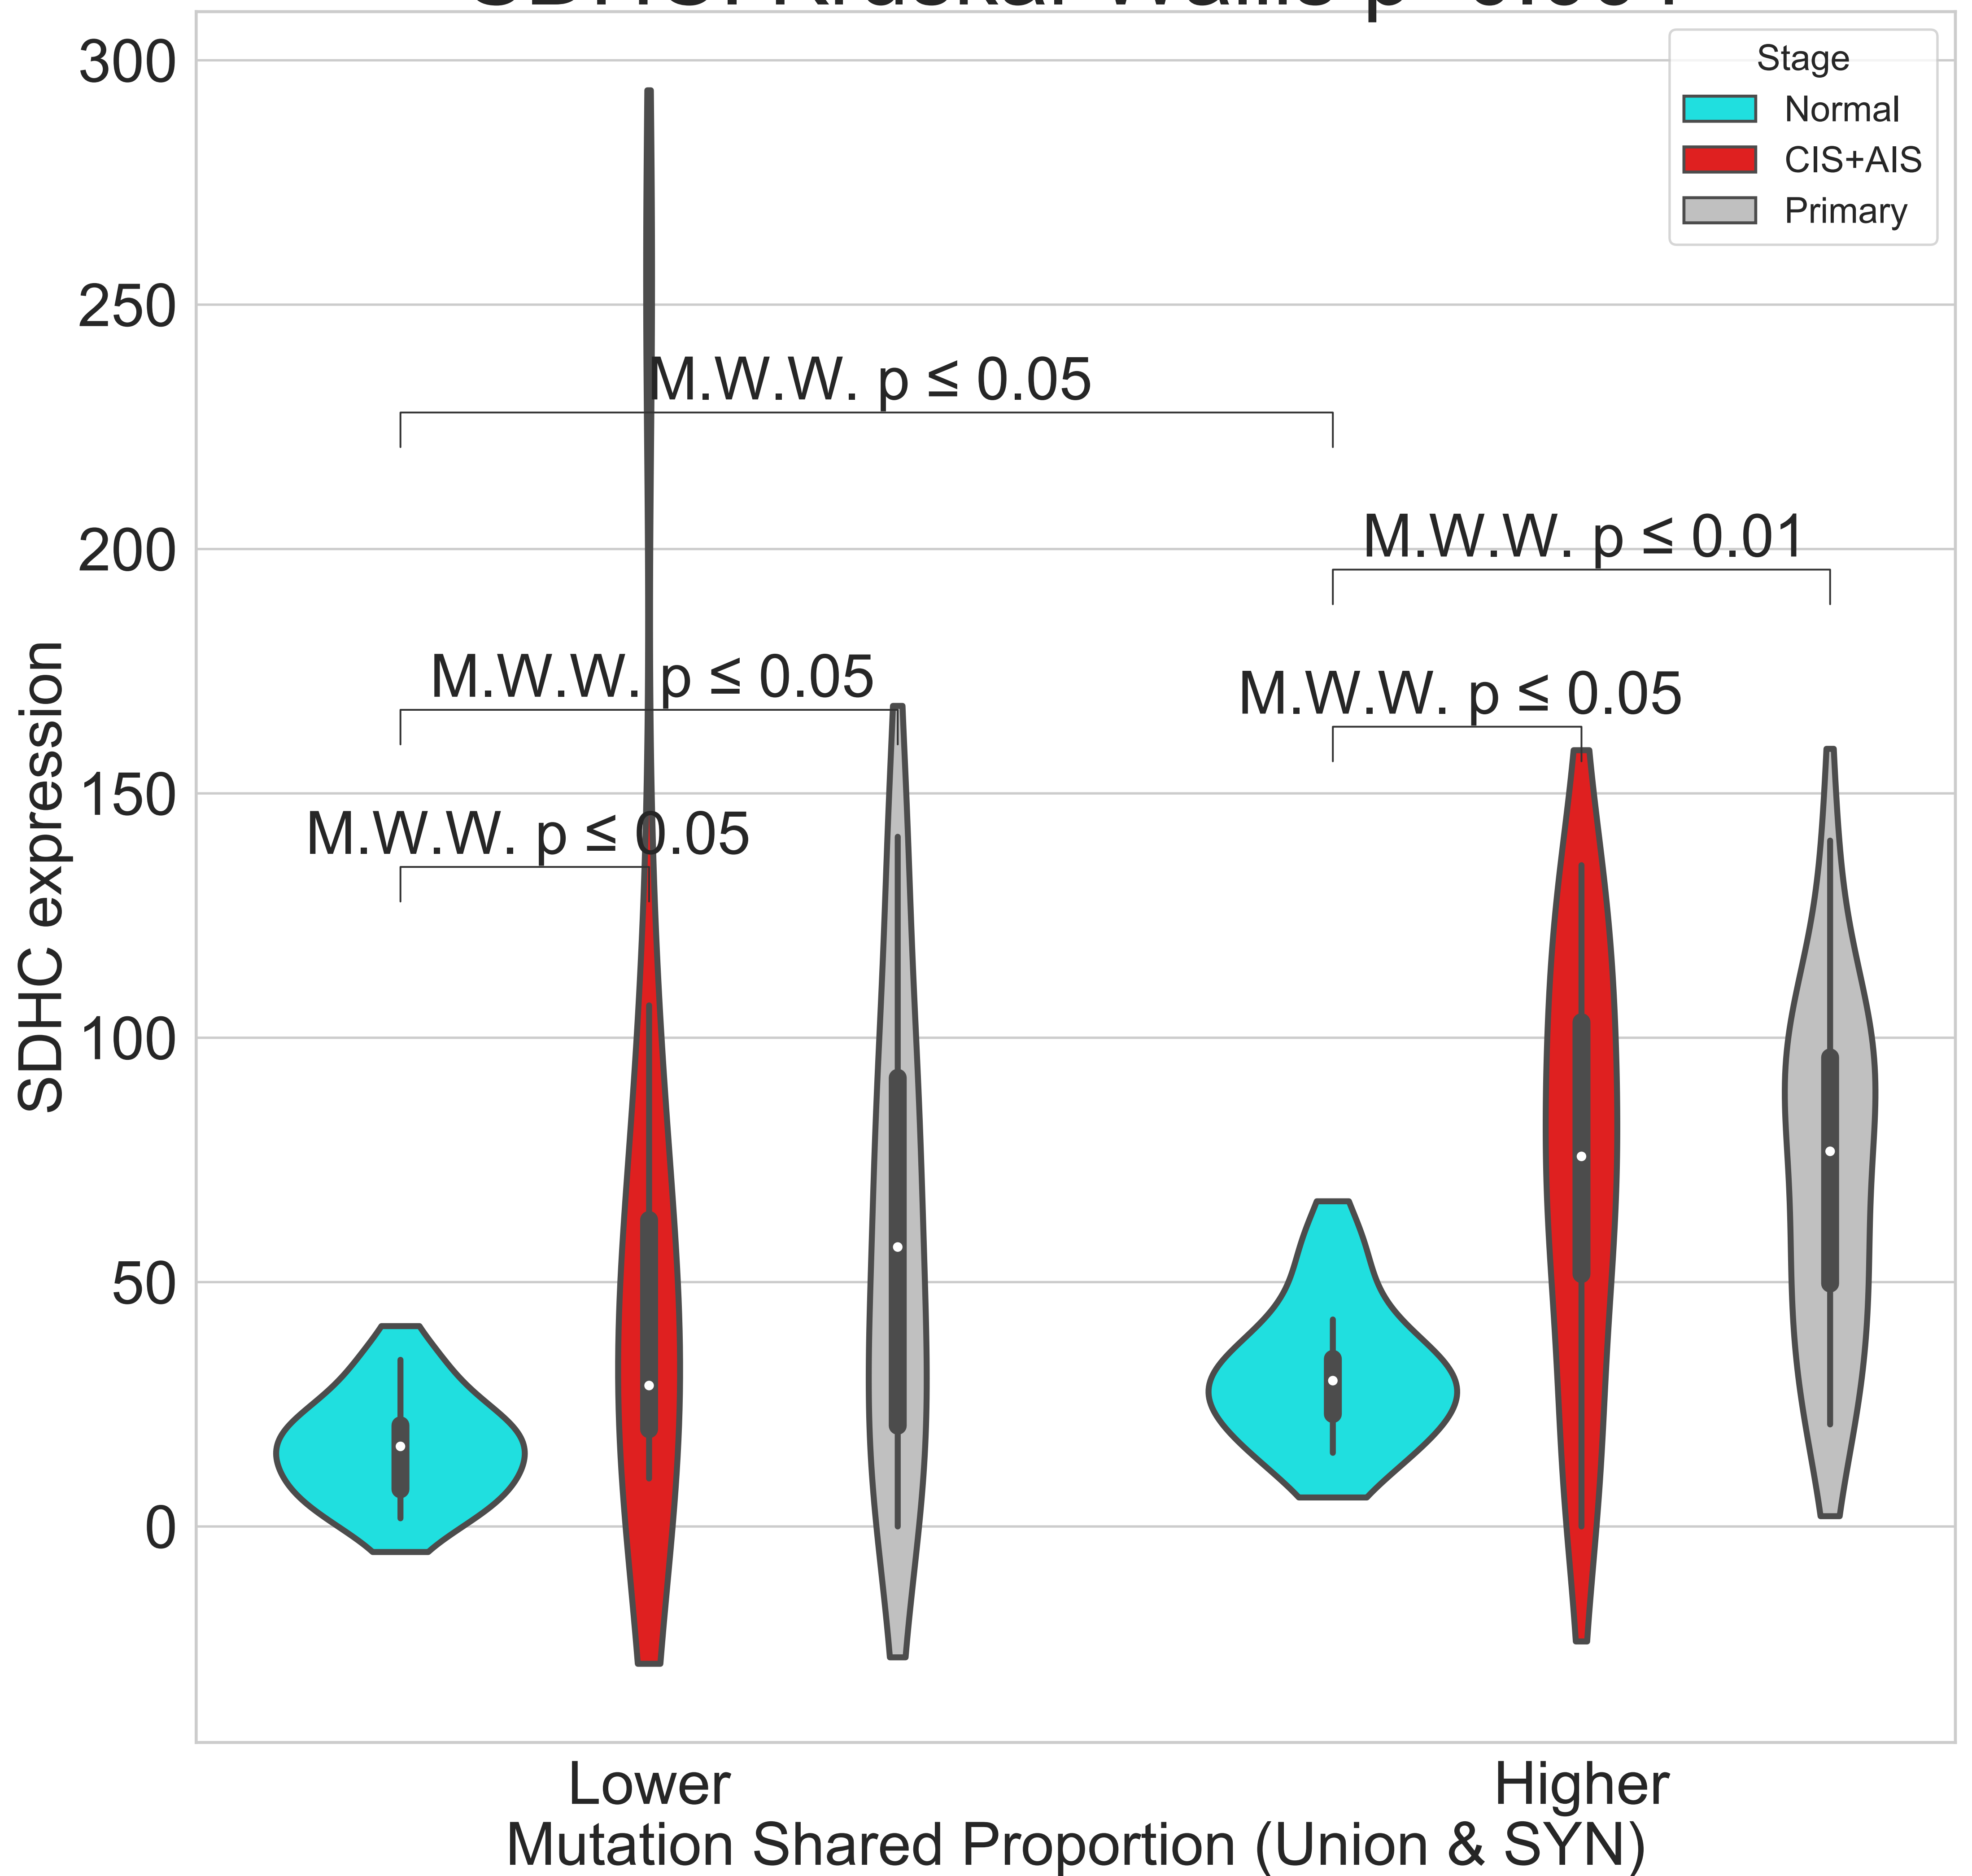 300
250
200
150
100
50
0
SDHC expression
Stage
Normal
CIS+AIS
Primary
M.W.W. p ≤ 0.05
M.W.W. p ≤ 0.01
M.W.W. p ≤ 0.05
M.W.W. p ≤ 0.05
M.W.W. p ≤ 0.05
Lower
Higher
Mutation Shared Proportion (Union & SYN)